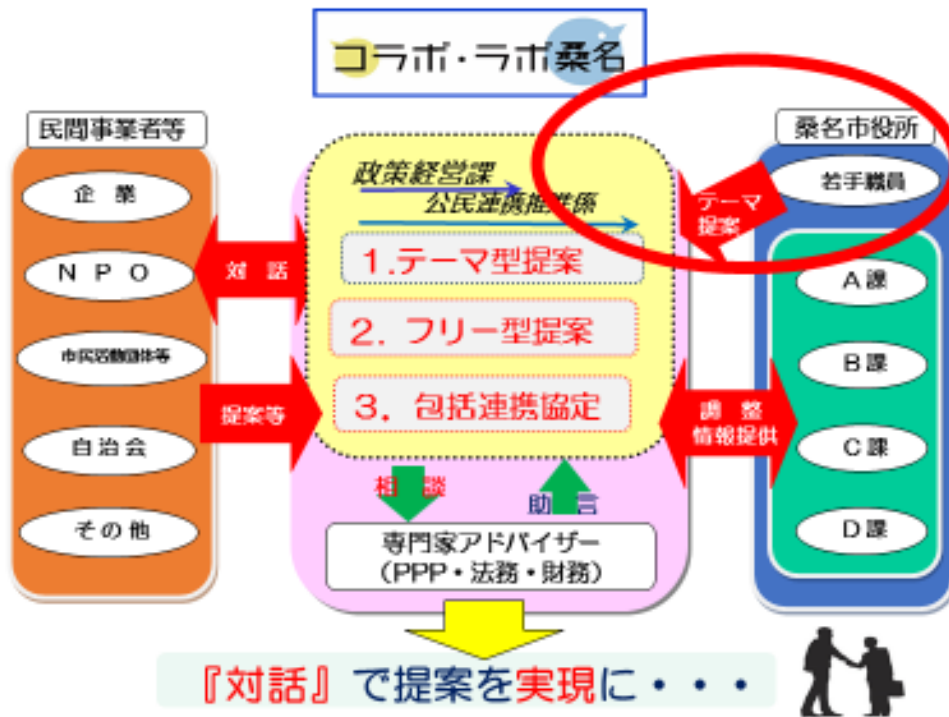 コラボ・ラボ桑名
民間事業者等
企業
NPO
市民活動団体等
自治会
その他
対話
提案等
政策経営課
公民連携推進係
1.テーマ型提案
2.フリー型提案
3.包括連携協定
相談
助言
専門家アドバイザー
(PPP・法務・財務)
テーマ
提案
調整
情報提供
桑名市役所
若手職員
A課
B課
C課
D課
『対話』で提案を実現に・・・